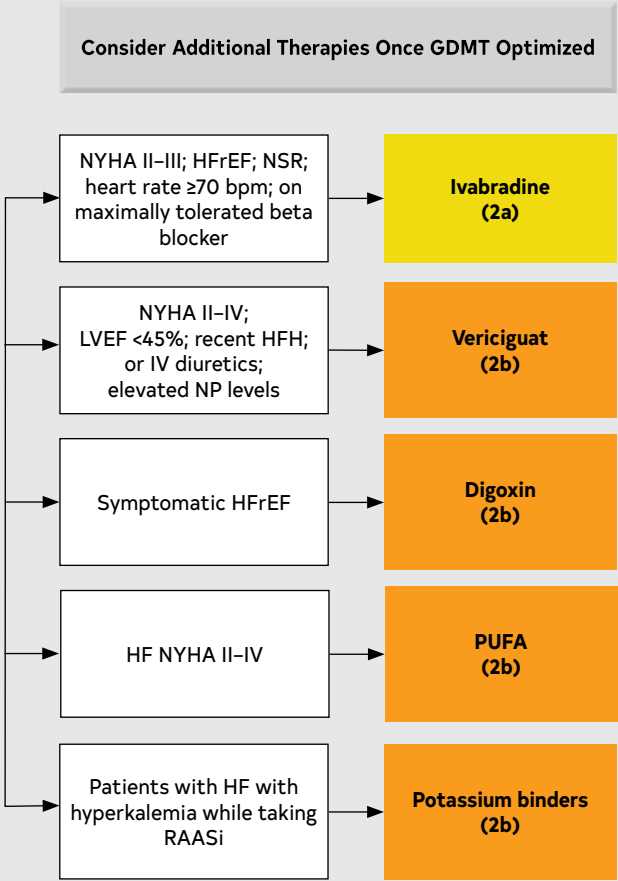 Consider Additional Therapies Once GDMT Optimized
NYHA II–III; HFrEF; NSR;
heart rate ≥70 bpm; on
maximally tolerated beta
blocker
Ivabradine
(2a)
NYHA II–IV;
LVEF <45%; recent HFH;
or IV diuretics;
elevated NP levels
Vericiguat
(2b)
Symptomatic HFrEF
Digoxin
(2b)
HF NYHA II–IV
PUFA
(2b)
Patients with HF with
hyperkalemia while taking
RAASi
Potassium binders
(2b)